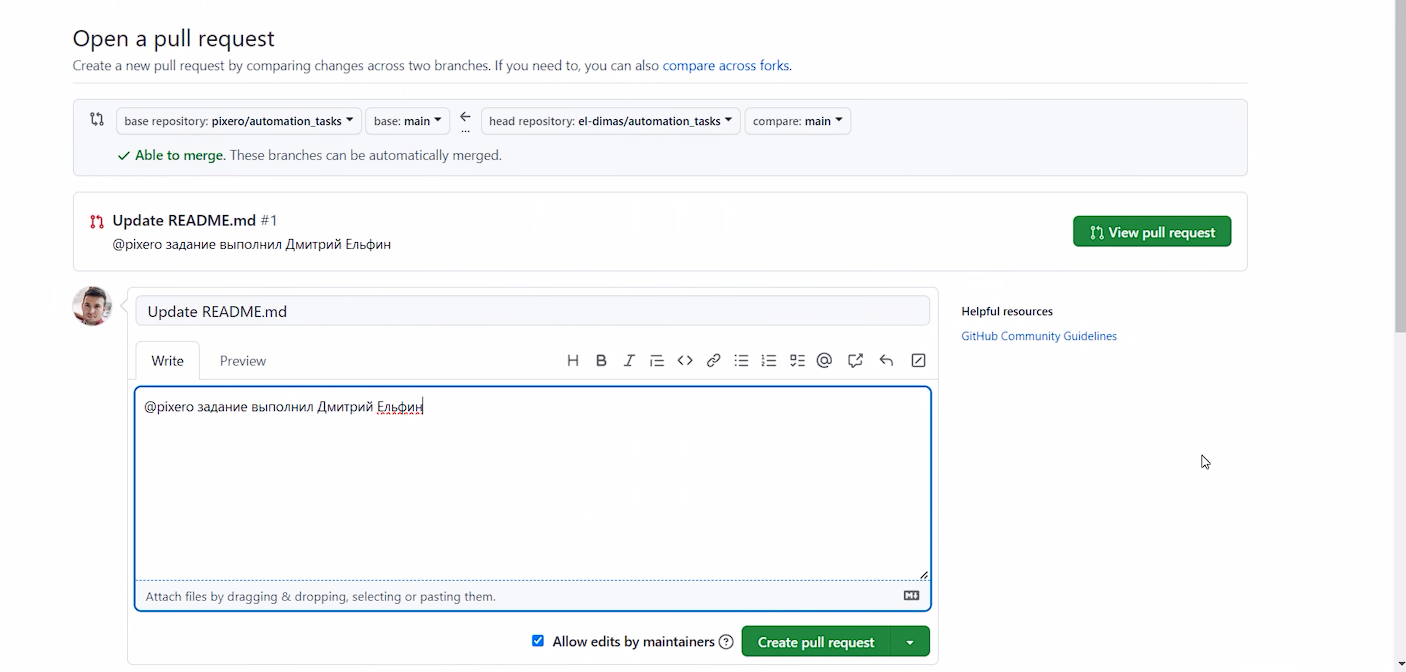 Open a pull request
Create a new pull request by comparing changes across two branches. If you need to, you can also compare across forks.
base repository: pixero/automation_tasks base: main ... head repository: el-dimas/automation_tasks compare: main
Able to merge. These branches can be automatically merged.
Update README.md #1
@pixero задание выполнил Дмитрий Ельфин
View pull request
Update README.md
Helpful resources
GitHub Community Guidelines
Write Preview
@pixero задание выполнил Дмитрий Ельфин
Attach files by dragging & dropping, selecting or pasting them.
Allow edits by maintainers Create pull request